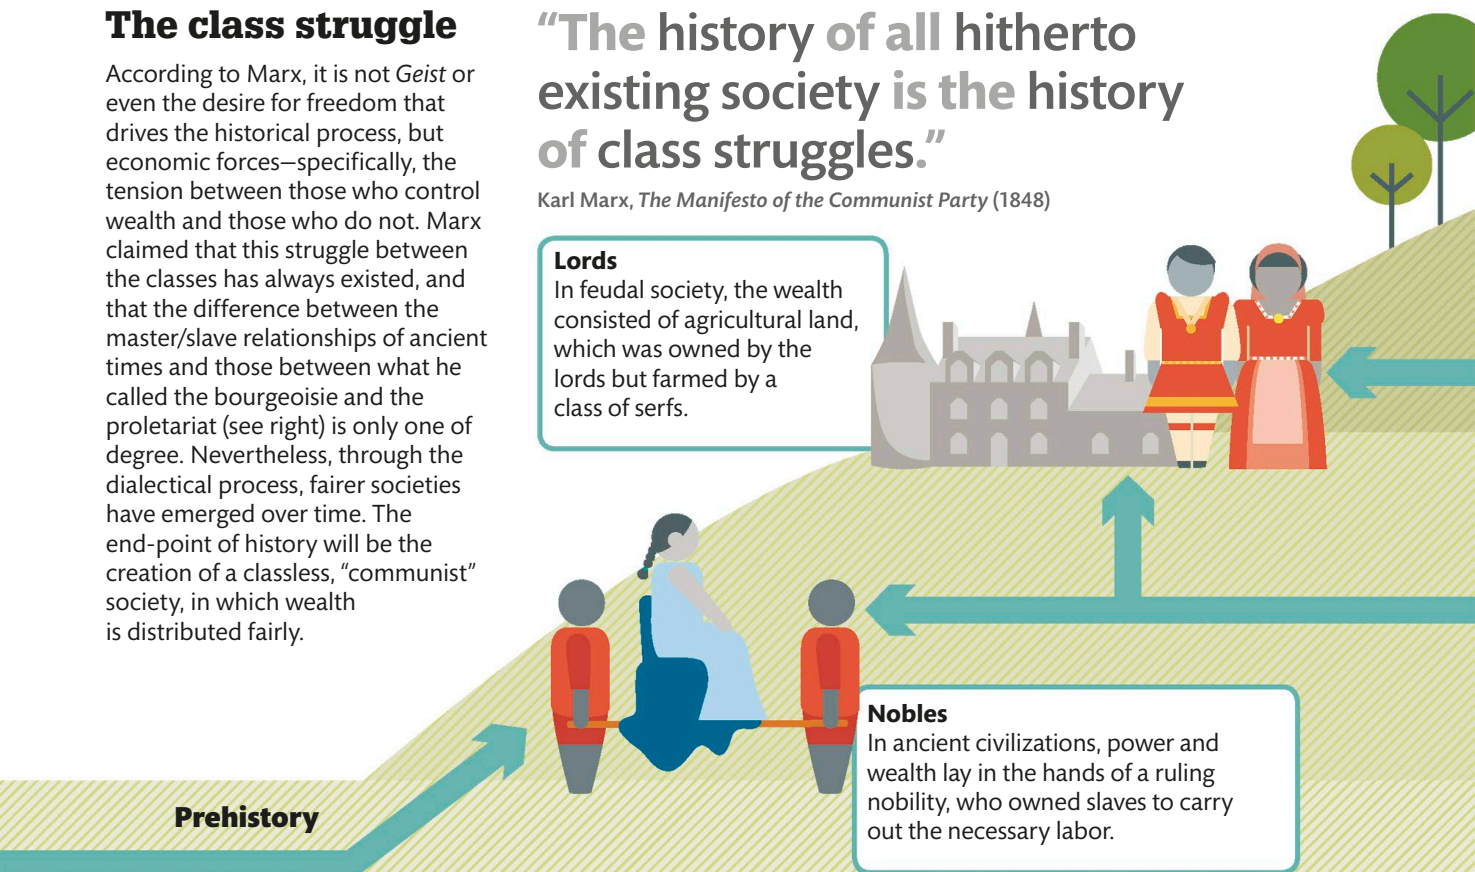 The class struggle
According to Marx, it is not Geist or
even the desire for freedom that
drives the historical process, but
economic forces—specifically, the
tension between those who control
wealth and those who do not. Marx
claimed that this struggle between
the classes has always existed, and
that the difference between the
master/slave relationships of ancient
times and those between what he
called the bourgeoisie and the
proletariat (see right) is only one of
degree. Nevertheless, through the
dialectical process, fairer societies
have emerged over time. The
end-point of history will be the
creation of a classless, “communist”
society, in which wealth
is distributed fairly.
“The history of all hitherto
existing society is the history
of class struggles.”
Karl Marx, The Manifesto of the Communist Party (1848)
Lords
In feudal society, the wealth
consisted of agricultural land,
which was owned by the
lords but farmed by a
class of serfs.
Nobles
In ancient civilizations, power and
wealth lay in the hands of a ruling
nobility, who owned slaves to carry
out the necessary labor.
Prehistory